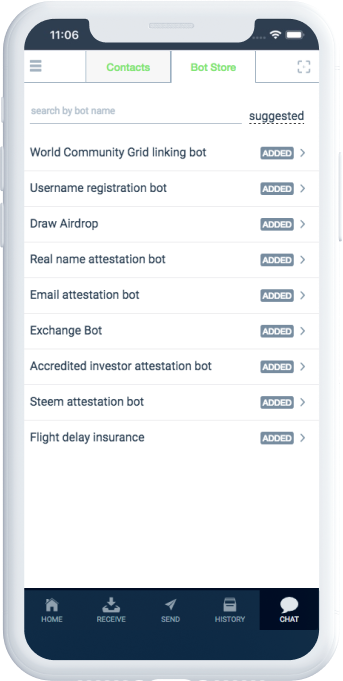 11:06
Contacts
Bot Store
search by bot name
suggested
World Community Grid linking bot ADDED
Username registration bot ADDED
Draw Airdrop ADDED
Real name attestation bot ADDED
Email attestation bot ADDED
Exchange Bot ADDED
Accredited investor attestation bot ADDED
Steem attestation bot ADDED
Flight delay insurance ADDED
HOME RECEIVE SEND HISTORY CHAT